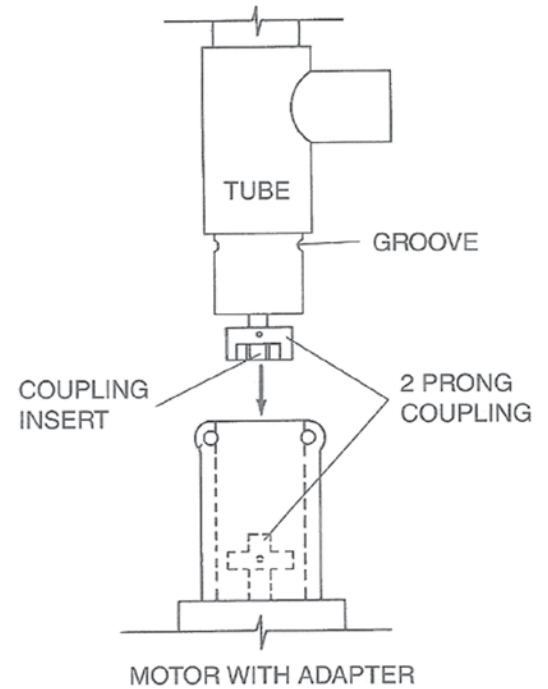 TUBE
GROOVE
COUPLING
INSERT
2 PRONG
COUPLING
MOTOR WITH ADAPTER